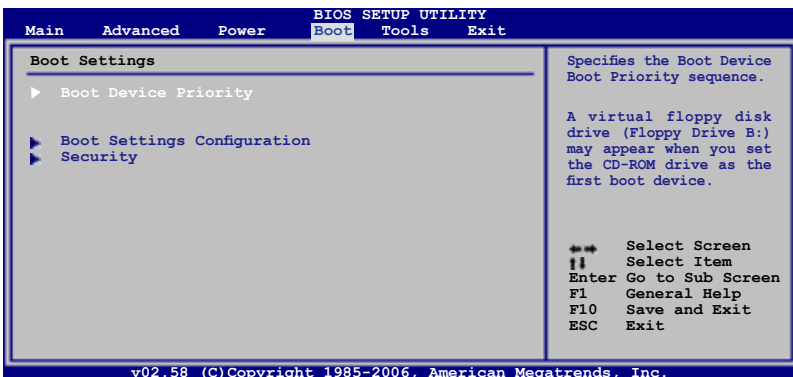 BIOS SETUP UTILITY
Main Advanced Power Boot Tools Exit
Boot Settings
Boot Device Priority
Boot Settings Configuration
Security
Specifies the Boot Device
Boot Priority sequence.
A virtual floppy disk
drive (Floppy Drive B:)
may appear when you set
the CD-ROM drive as the
first boot device.
Select Screen
Select Item
Enter Go to Sub Screen
F1 General Help
F10 Save and Exit
ESC Exit
v02.58 (C)Copyright 1985-2006, American Megatrends, Inc.